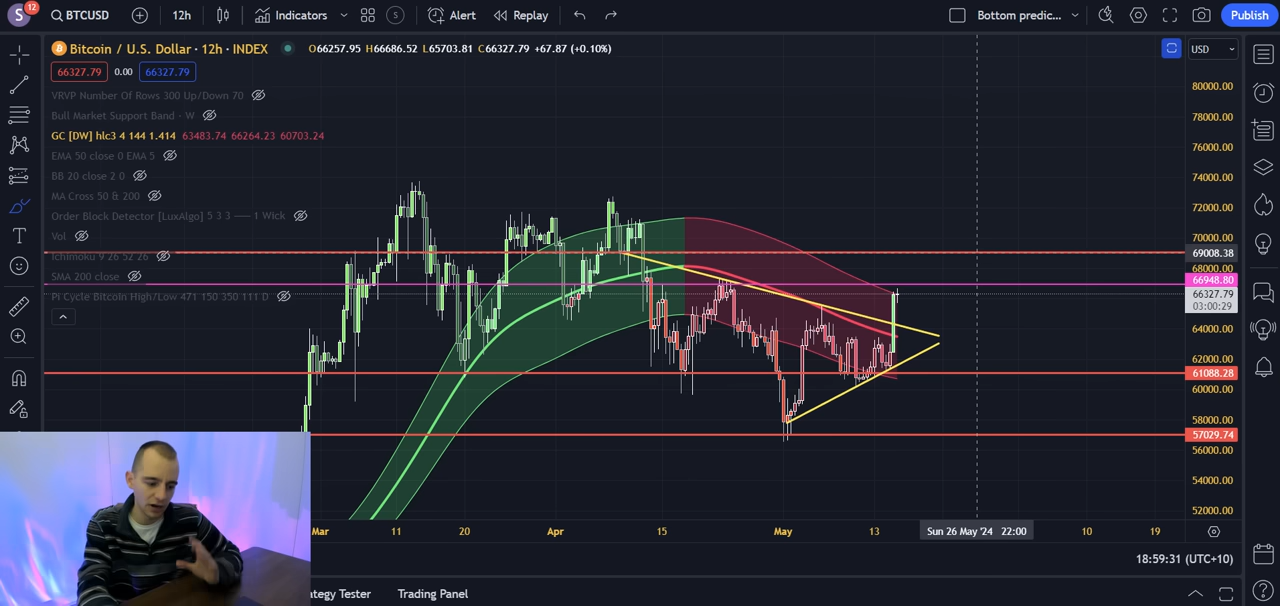 S 12 BTCUSD 12h Indicators S Alert Replay Bottom predic... Publish
Bitcoin / U.S. Dollar · 12h · INDEX O66257.95 H66686.52 L65703.81 C66327.79 +67.87 (+0.10%) USD
66327.79 0.00 66327.79
VRVP Number Of Rows 300 Up/Down 70
Bull Market Support Band · W
GC [DW] hlc3 4 144 1.414 63483.74 66264.23 60703.24
EMA 50 close 0 EMA 5
BB 20 close 2 0
MA Cross 50 & 200
Order Block Detector [LuxAlgo] 5 3 3 —— 1 Wick
Vol
Ichimoku 9 26 52 26
SMA 200 close
Pi Cycle Bitcoin High/Low 471 150 350 111 0
80000.00
78000.00
76000.00
74000.00
72000.00
70000.00
69008.38
68000.00
66948.80
66327.79
03:00:29
64000.00
62000.00
61088.28
60000.00
58000.00
57029.74
56000.00
54000.00
52000.00
Mar 11 20 Apr 15 May 13 Sun 26 May '24 22:00 10 19
18:59:31 (UTC+10)
ategy Tester Trading Panel